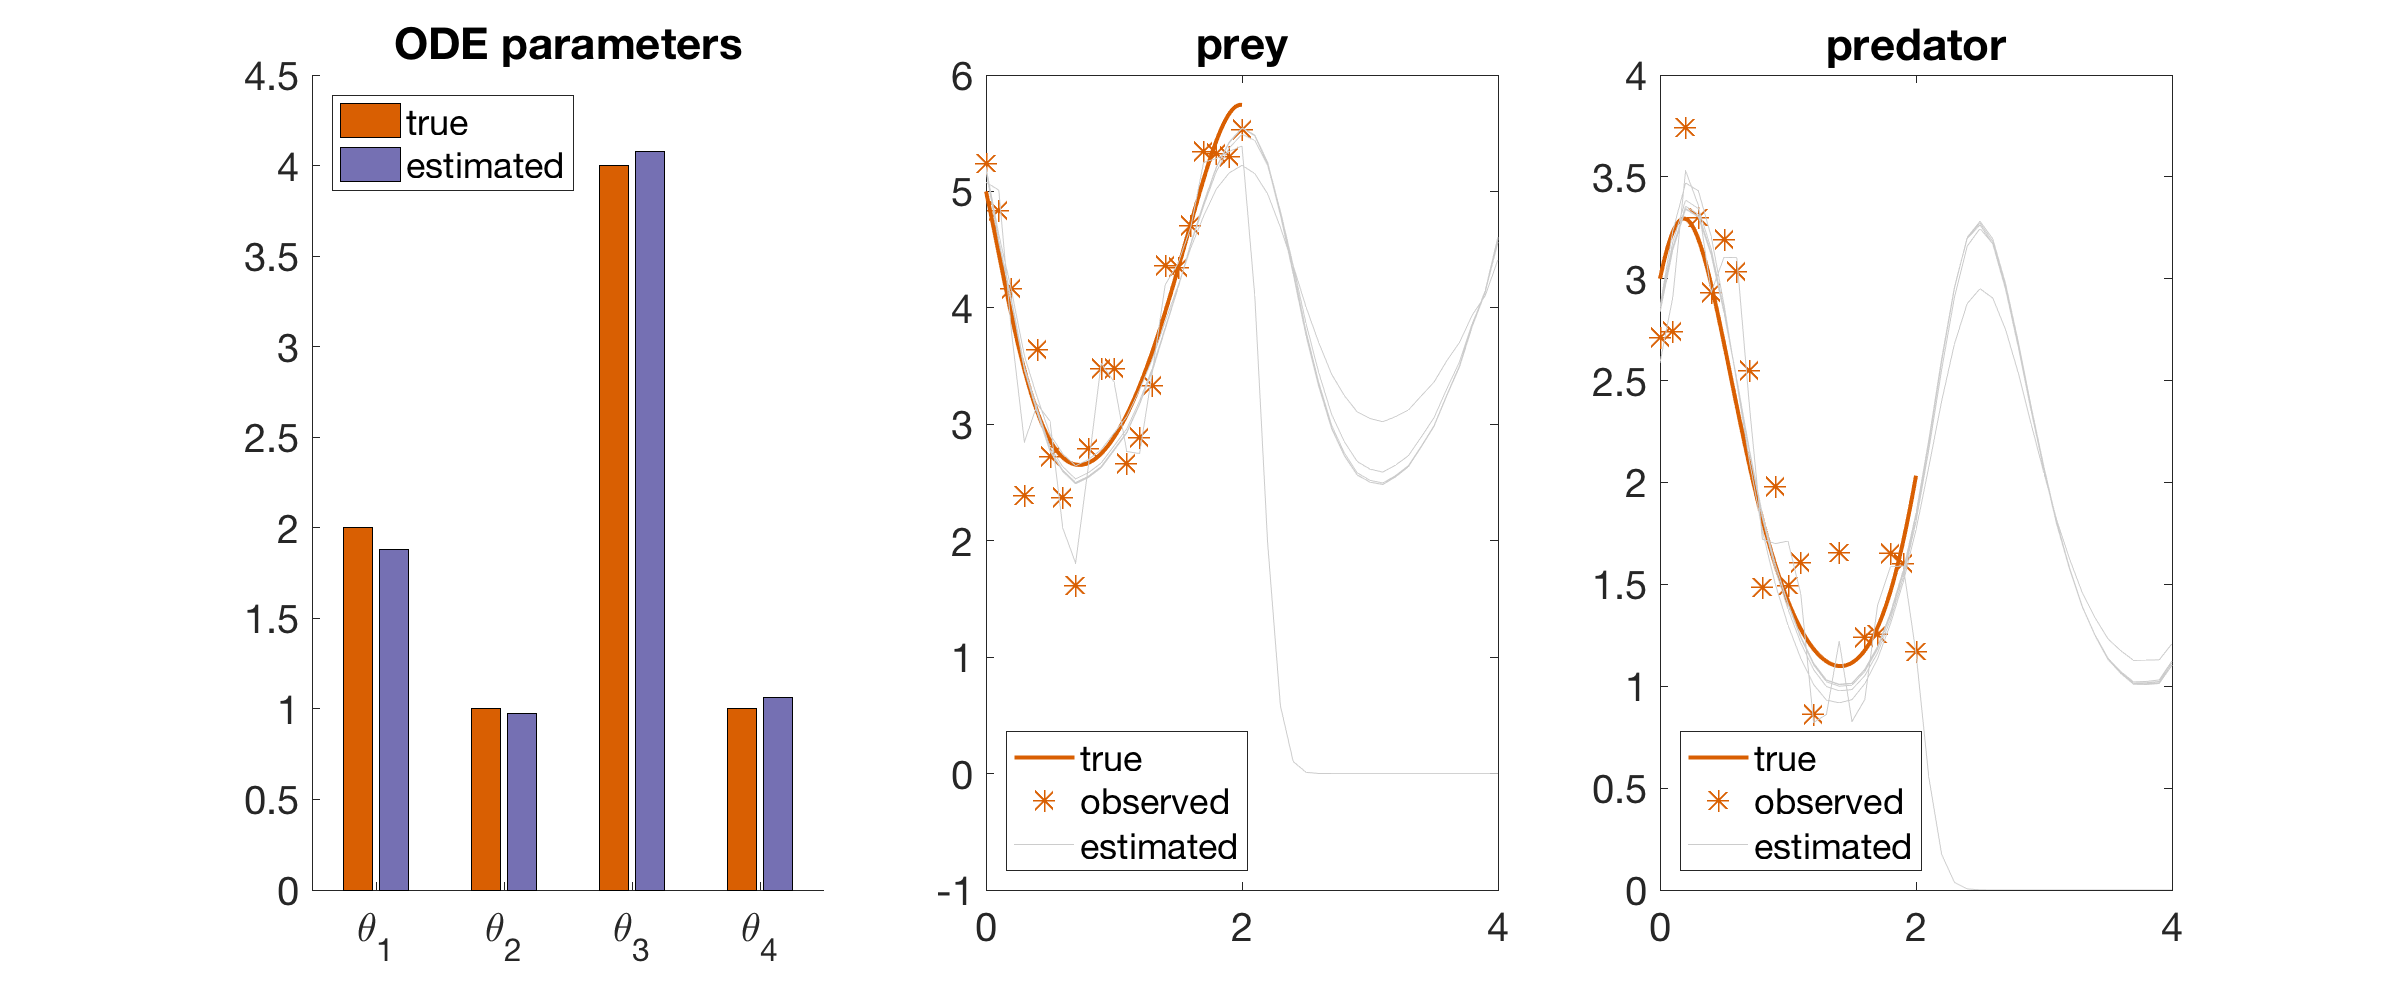 ODE parameters
4.5
4
3.5
3
2.5
2
1.5
1
0.5
0
true
estimated
θ1
θ2
θ3
θ4
prey
6
5
4
3
2
1
0
-1
true
observed
estimated
0
2
4
predator
4
3.5
3
2.5
2
1.5
1
0.5
0
true
observed
estimated
0
2
4